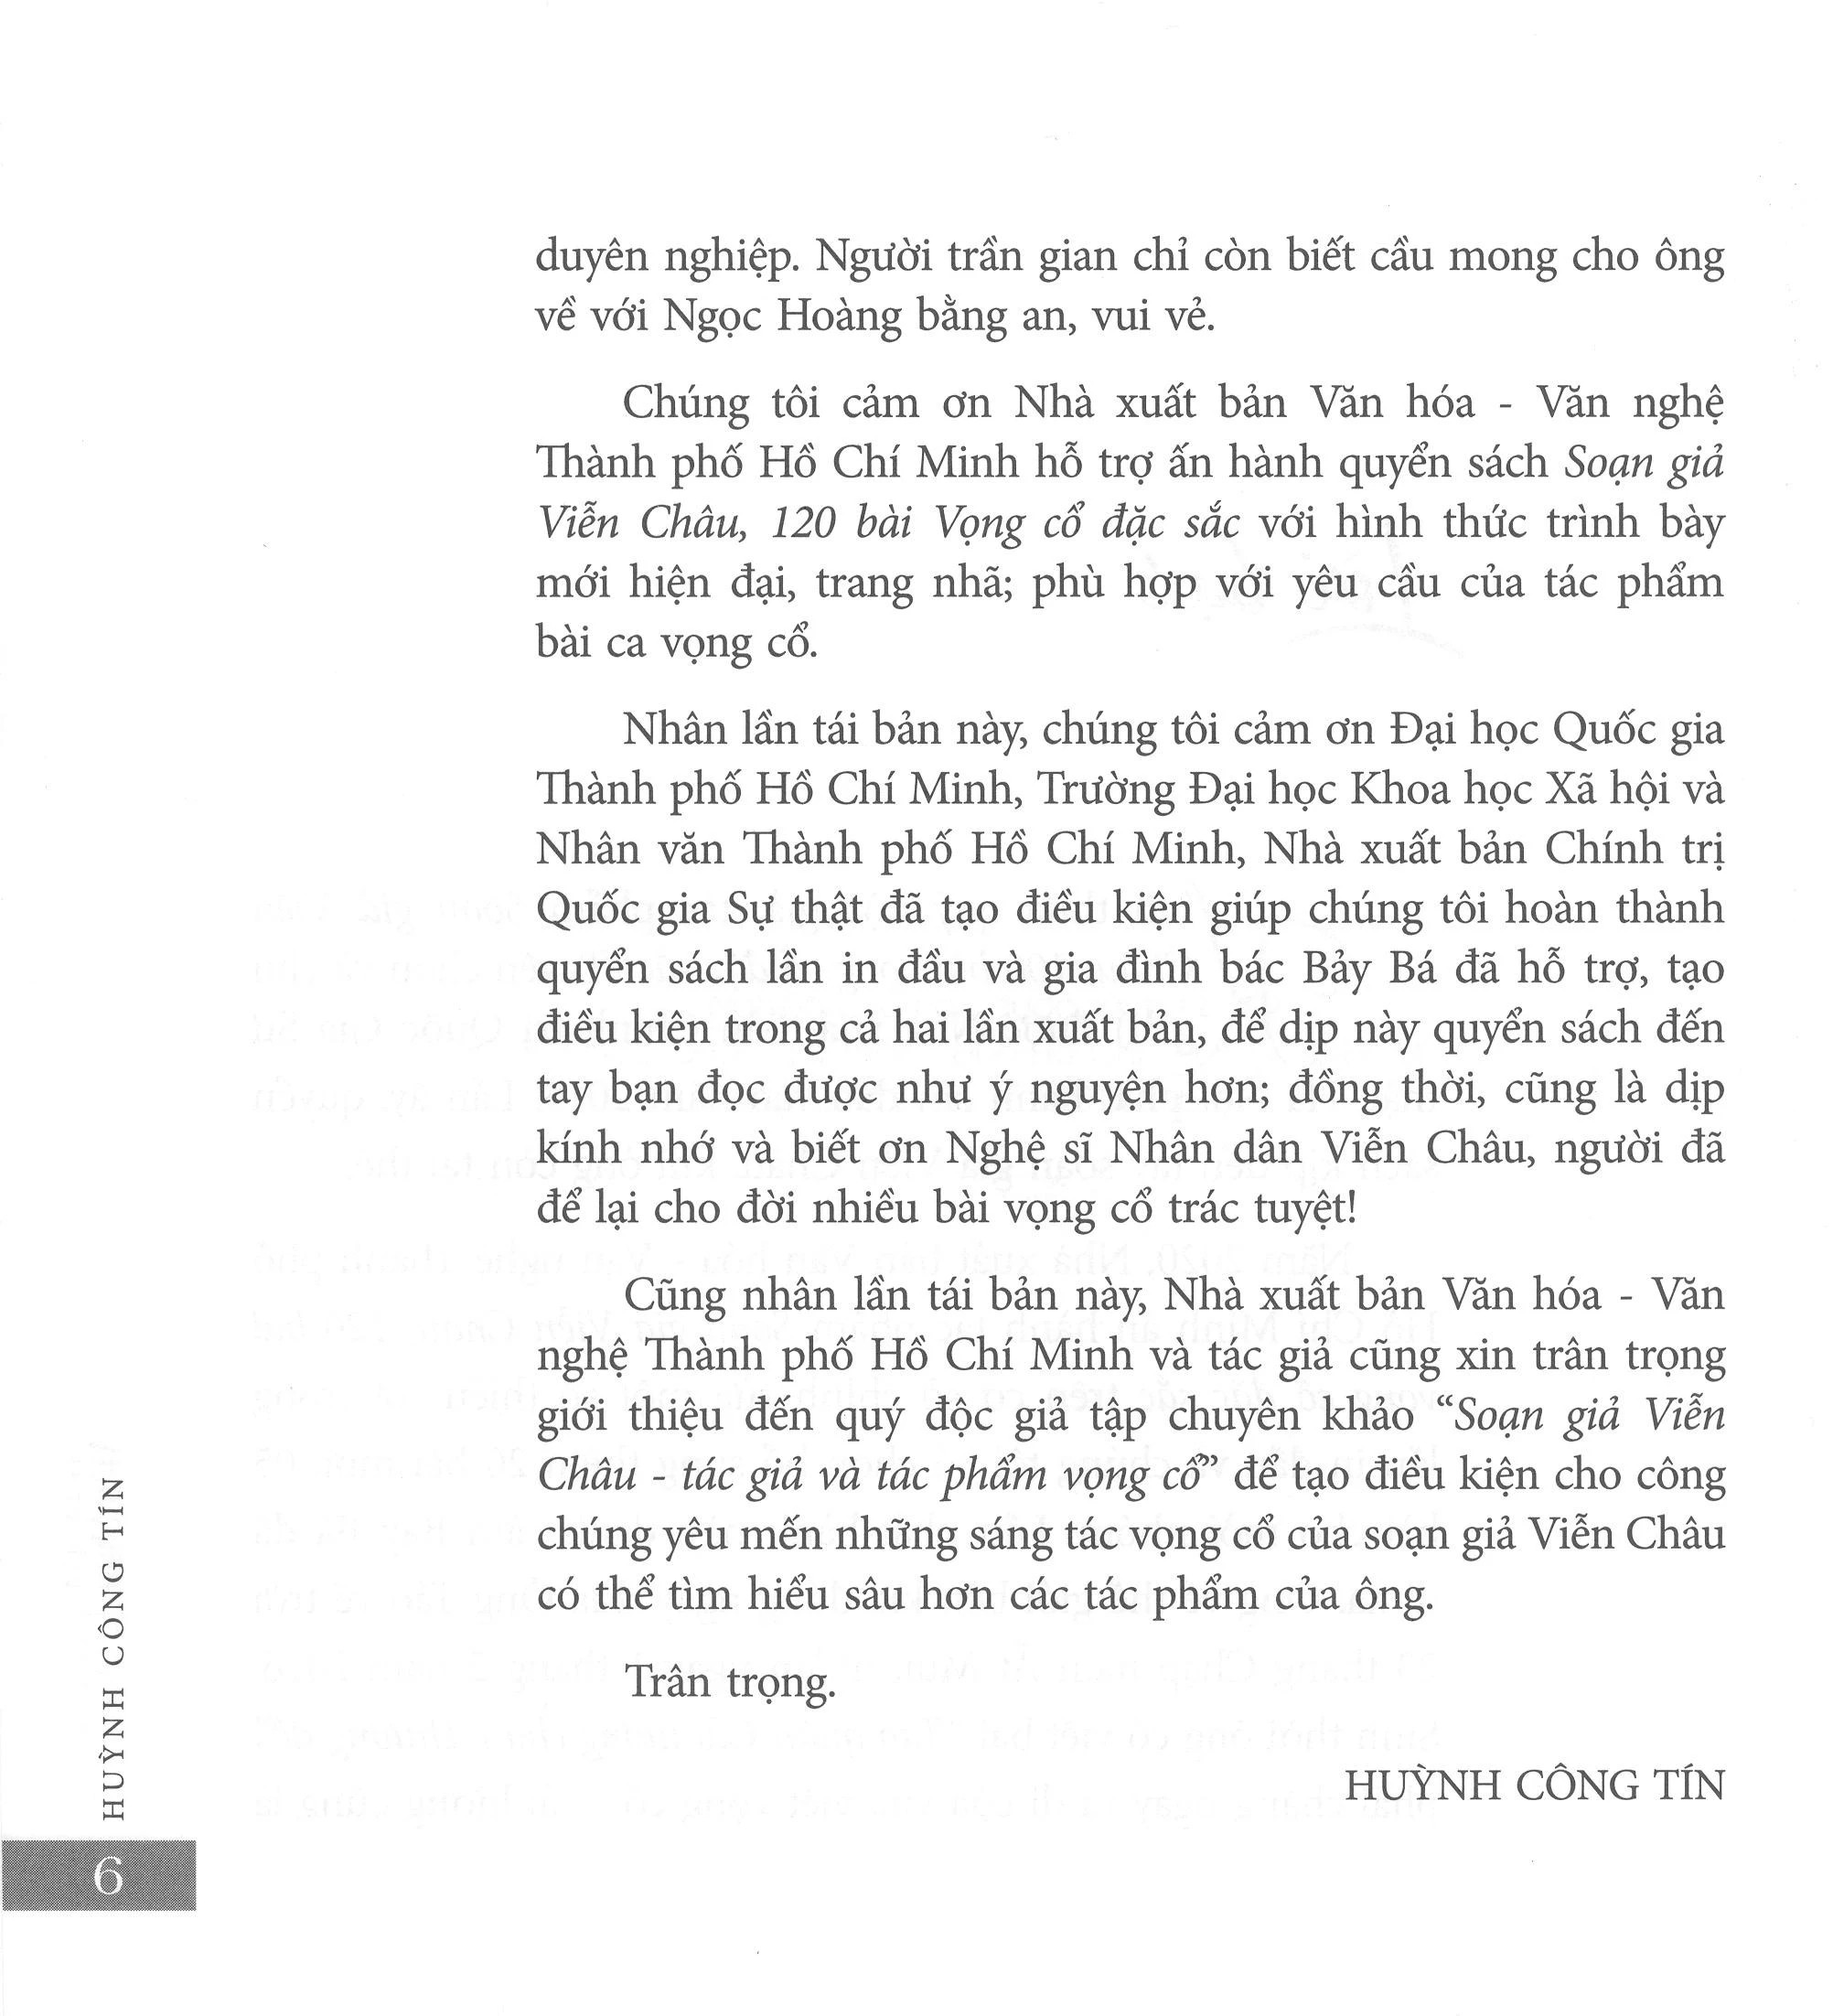 duyên nghiệp. Người trần gian chỉ còn biết cầu mong cho ông
về với Ngọc Hoàng bằng an, vui vẻ.
Chúng tôi cảm ơn Nhà xuất bản Văn hóa - Văn nghệ
Thành phố Hồ Chí Minh hỗ trợ ấn hành quyển sách Soạn giả
Viễn Châu, 120 bài Vọng cổ đặc sắc với hình thức trình bày
mới hiện đại, trang nhã; phù hợp với yêu cầu của tác phẩm
bài ca vọng cổ.
Nhân lần tái bản này, chúng tôi cảm ơn Đại học Quốc gia
Thành phố Hồ Chí Minh, Trường Đại học Khoa học Xã hội và
Nhân văn Thành phố Hồ Chí Minh, Nhà xuất bản Chính trị
Quốc gia Sự thật đã tạo điều kiện giúp chúng tôi hoàn thành
quyển sách lần in đầu và gia đình bác Bảy Bá đã hỗ trợ, tạo
điều kiện trong cả hai lần xuất bản, để dịp này quyển sách đến
tay bạn đọc được như ý nguyện hơn; đồng thời, cũng là dịp
kính nhớ và biết ơn Nghệ sĩ Nhân dân Viễn Châu, người đã
để lại cho đời nhiều bài vọng cổ trác tuyệt!
Cũng nhân lần tái bản này, Nhà xuất bản Văn hóa - Văn
nghệ Thành phố Hồ Chí Minh và tác giả cũng xin trân trọng
giới thiệu đến quý độc giả tập chuyên khảo “Soạn giả Viễn
Châu - tác giả và tác phẩm vọng cổ” để tạo điều kiện cho công
chúng yêu mến những sáng tác vọng cổ của soạn giả Viễn Châu
có thể tìm hiểu sâu hơn các tác phẩm của ông.
Trân trọng.
HUỲNH CÔNG TÍN
HUỲNH CÔNG TÍN
6